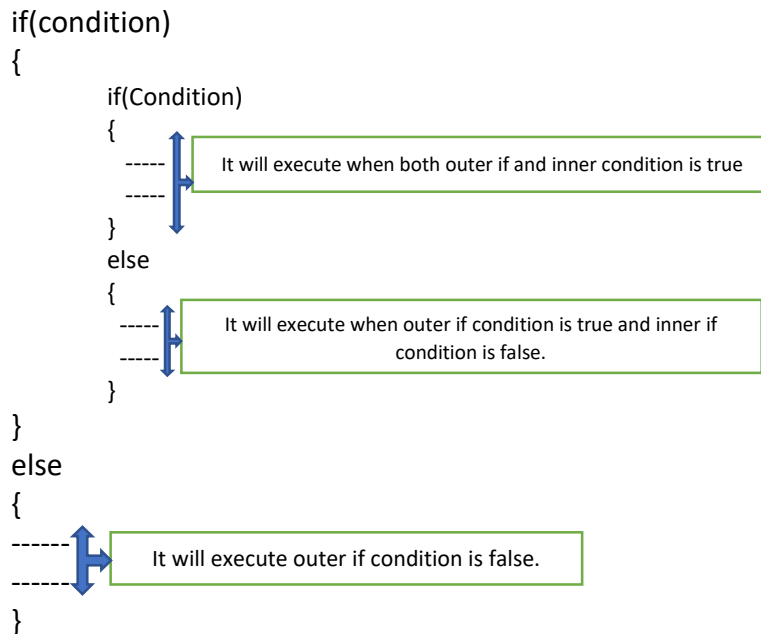 if(condition)
{
if(Condition)
{
-----
It will execute when both outer if and inner condition is true
-----
}
else
{
-----
It will execute when outer if condition is true and inner if
condition is false.
-----
}
}
else
{
------
It will execute outer if condition is false.
------
}